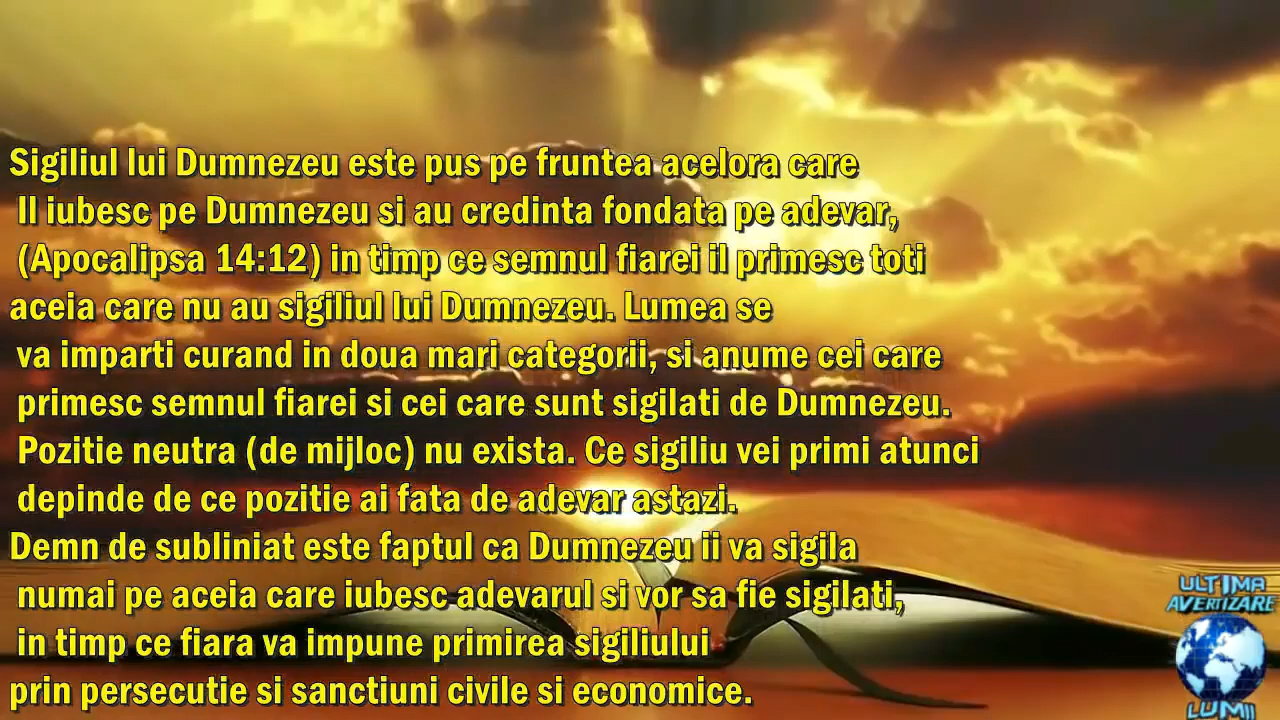 Sigiliul lui Dumnezeu este pus pe fruntea acelora care
Il iubesc pe Dumnezeu si au credinta fondata pe adevar,
(Apocalipsa 14:12) in timp ce semnul fiarei il primesc toti
aceia care nu au sigiliul lui Dumnezeu. Lumea se
va imparti curand in doua mari categorii, si anume cei care
primesc semnul fiarei si cei care sunt sigilati de Dumnezeu.
Pozitie neutra (de mijloc) nu exista. Ce sigiliu vei primi atunci
depinde de ce pozitie ai fata de adevar astazi.
Demn de subliniat este faptul ca Dumnezeu ii va sigila
numai pe aceia care iubesc adevarul si vor sa fie sigilati,
in timp ce fiara va impune primirea sigiliului
prin persecutie si sanctiuni civile si economice.
ULTIMA
AVERTIZARE
LUMII